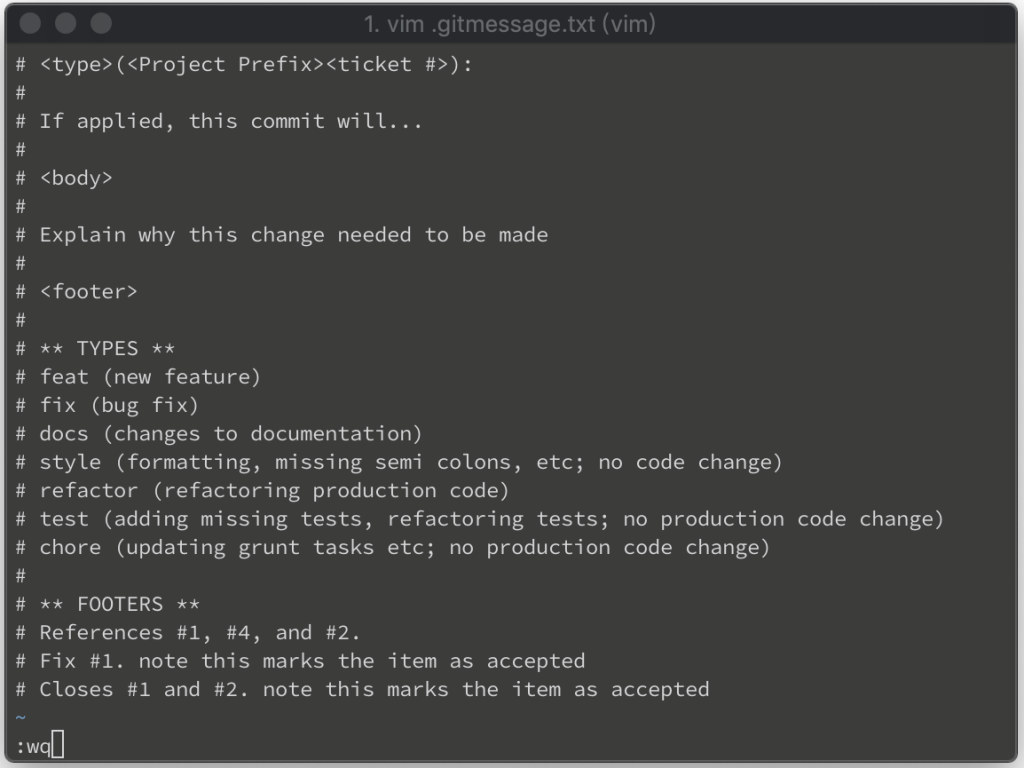 1. vim .gitmessage.txt (vim)
# <type>(<Project Prefix><ticket #>):
#
# If applied, this commit will...
#
# <body>
#
# Explain why this change needed to be made
#
# <footer>
#
# ** TYPES **
# feat (new feature)
# fix (bug fix)
# docs (changes to documentation)
# style (formatting, missing semi colons, etc; no code change)
# refactor (refactoring production code)
# test (adding missing tests, refactoring tests; no production code change)
# chore (updating grunt tasks etc; no production code change)
#
# ** FOOTERS **
# References #1, #4, and #2.
# Fix #1. note this marks the item as accepted
# Closes #1 and #2. note this marks the item as accepted
~
:wq